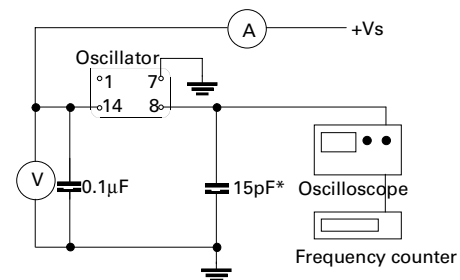 A
+Vs
Oscillator
1 7
14 8
V
0.1µF
15pF*
Oscilloscope
Frequency counter